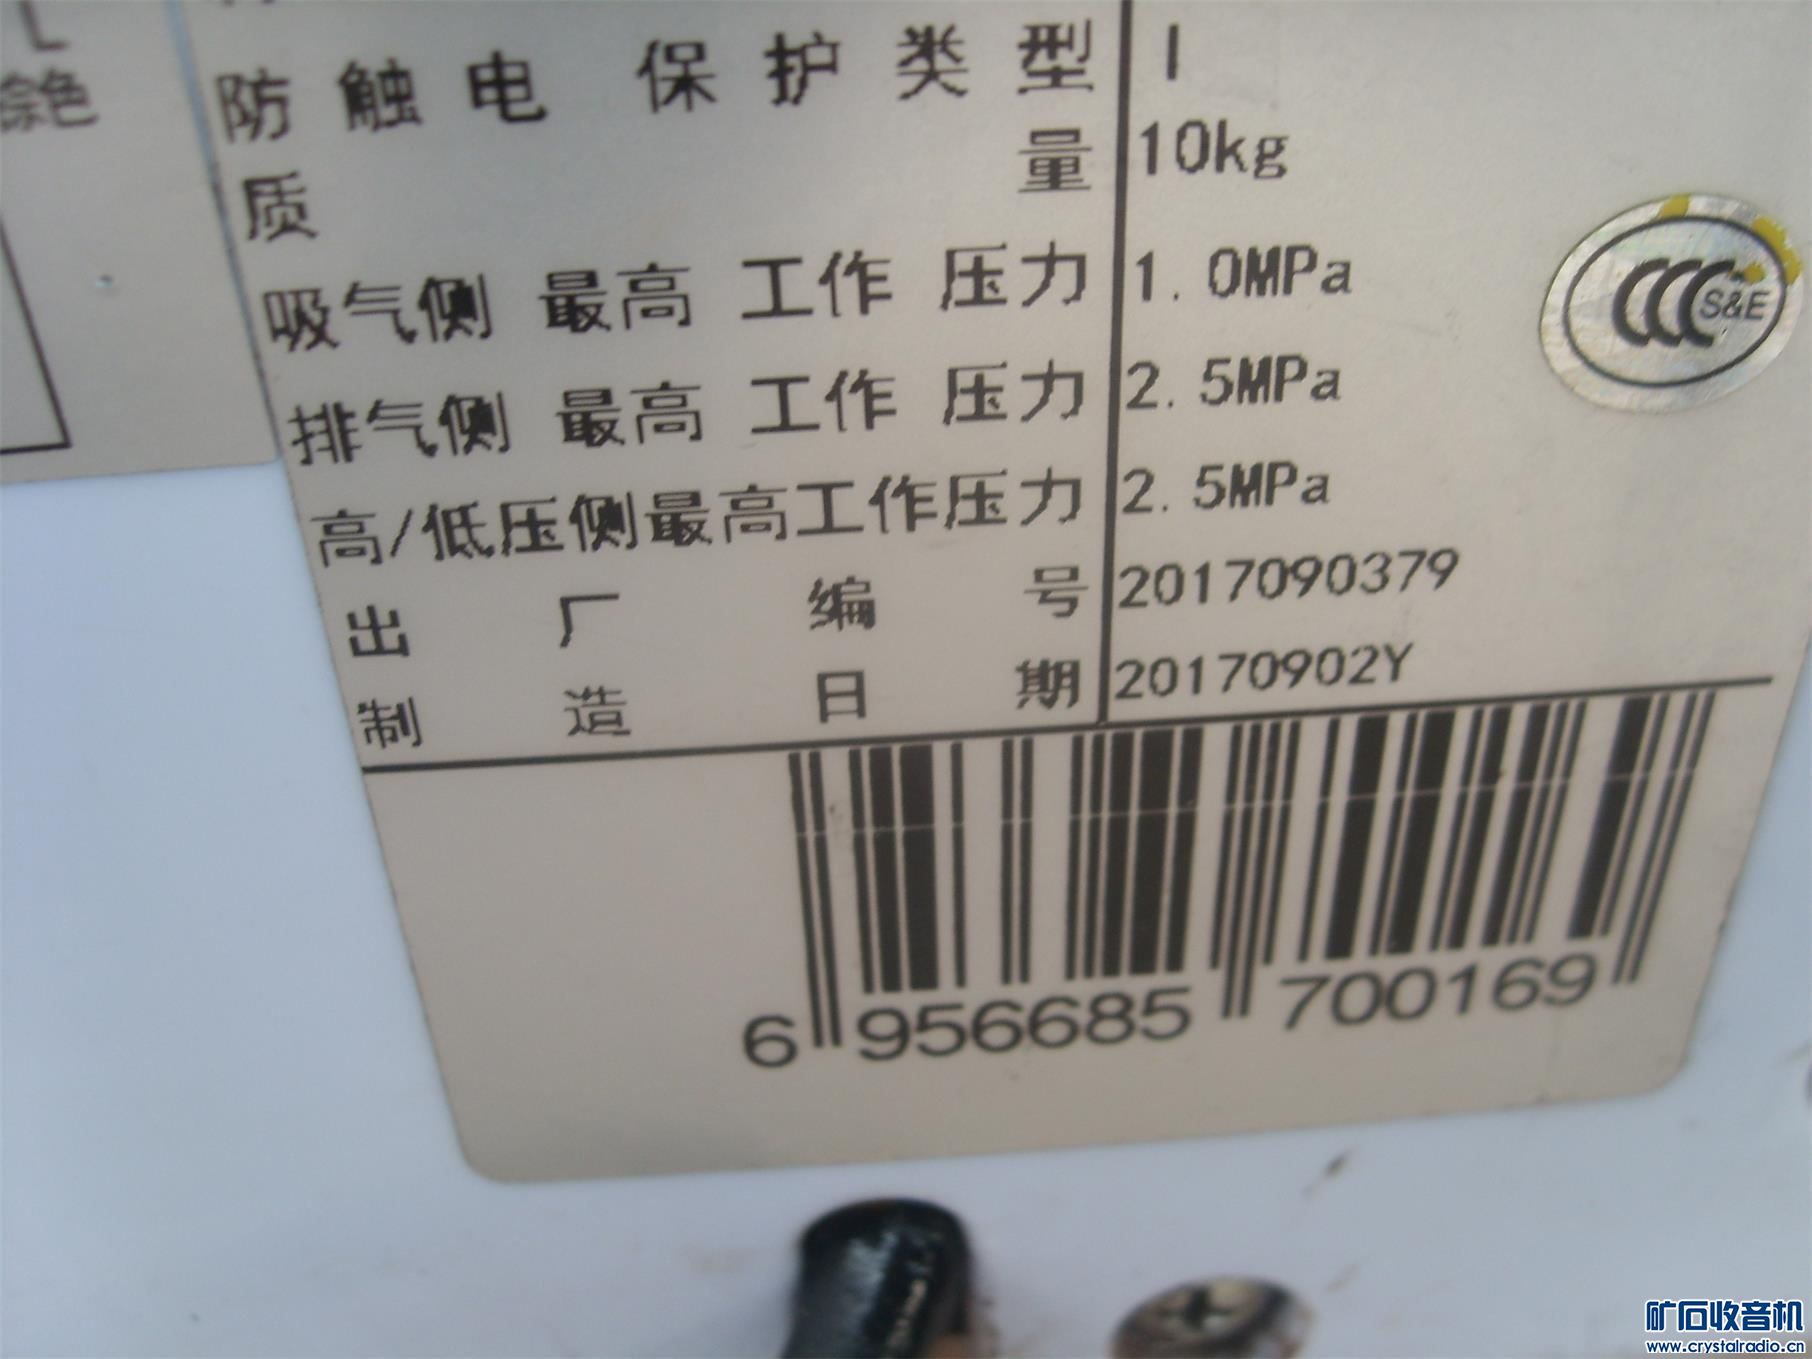 L
棕色
防触电保护类型 I
质量 10kg
吸气侧最高工作压力 1.0MPa
排气侧最高工作压力 2.5MPa
高/低压侧最高工作压力 2.5MPa
出厂编号 2017090379
制造日期 20170902Y
CCC S&E
6 956685 700169
矿石收音机
www.crystalradio.cn